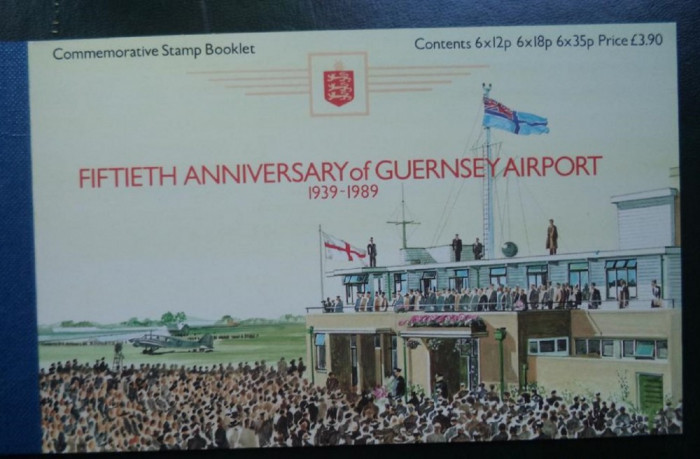 Commemorative Stamp Booklet
Contents 6x12p 6x18p 6x35p Price £3.90
FIFTIETH ANNIVERSARY of GUERNSEY AIRPORT
1939-1989